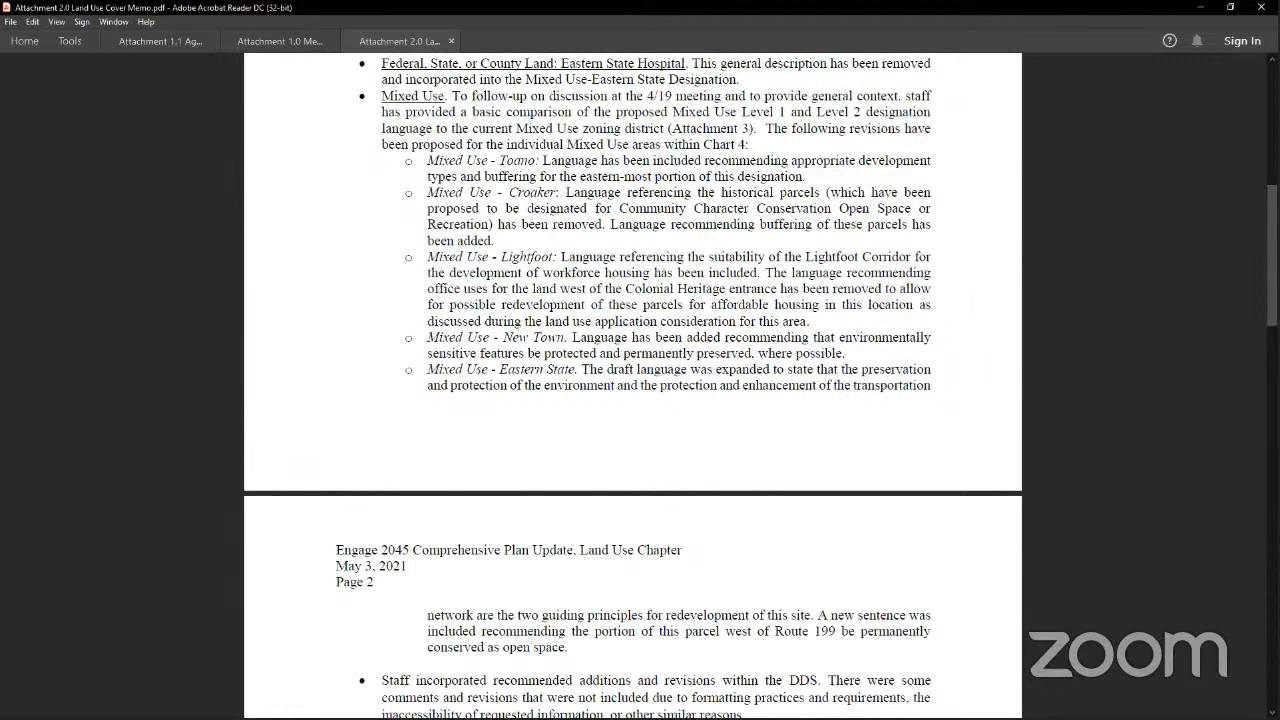 Attachment 2.0 Land Use Cover Memo.pdf - Adobe Acrobat Reader DC (32-bit)
File Edit View Sign Window Help
Home Tools Attachment 1.1 Ag... Attachment 1.0 Me... Attachment 2.0 La... × Sign In
• Federal, State, or County Land: Eastern State Hospital. This general description has been removed
and incorporated into the Mixed Use-Eastern State Designation.
• Mixed Use. To follow-up on discussion at the 4/19 meeting and to provide general context, staff
has provided a basic comparison of the proposed Mixed Use Level 1 and Level 2 designation
language to the current Mixed Use zoning district (Attachment 3). The following revisions have
been proposed for the individual Mixed Use areas within Chart 4:
o Mixed Use - Toano: Language has been included recommending appropriate development
types and buffering for the eastern-most portion of this designation.
o Mixed Use - Croaker: Language referencing the historical parcels (which have been
proposed to be designated for Community Character Conservation Open Space or
Recreation) has been removed. Language recommending buffering of these parcels has
been added.
o Mixed Use - Lightfoot: Language referencing the suitability of the Lightfoot Corridor for
the development of workforce housing has been included. The language recommending
office uses for the land west of the Colonial Heritage entrance has been removed to allow
for possible redevelopment of these parcels for affordable housing in this location as
discussed during the land use application consideration for this area.
o Mixed Use - New Town. Language has been added recommending that environmentally
sensitive features be protected and permanently preserved, where possible.
o Mixed Use - Eastern State. The draft language was expanded to state that the preservation
and protection of the environment and the protection and enhancement of the transportation
Engage 2045 Comprehensive Plan Update, Land Use Chapter
May 3, 2021
Page 2
network are the two guiding principles for redevelopment of this site. A new sentence was
included recommending the portion of this parcel west of Route 199 be permanently
conserved as open space.
• Staff incorporated recommended additions and revisions within the DDS. There were some
comments and revisions that were not included due to formatting practices and requirements, the
inaccessibility of requested information, or other similar reasons.
zoom